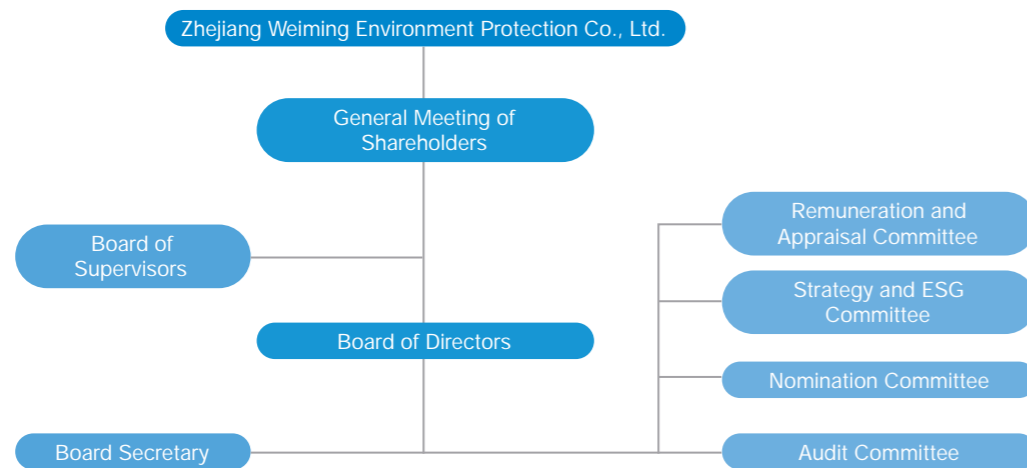 Zhejiang Weiming Environment Protection Co., Ltd.
General Meeting of
Shareholders
Board of
Supervisors
Board of Directors
Board Secretary
Remuneration and
Appraisal Committee
Strategy and ESG
Committee
Nomination Committee
Audit Committee